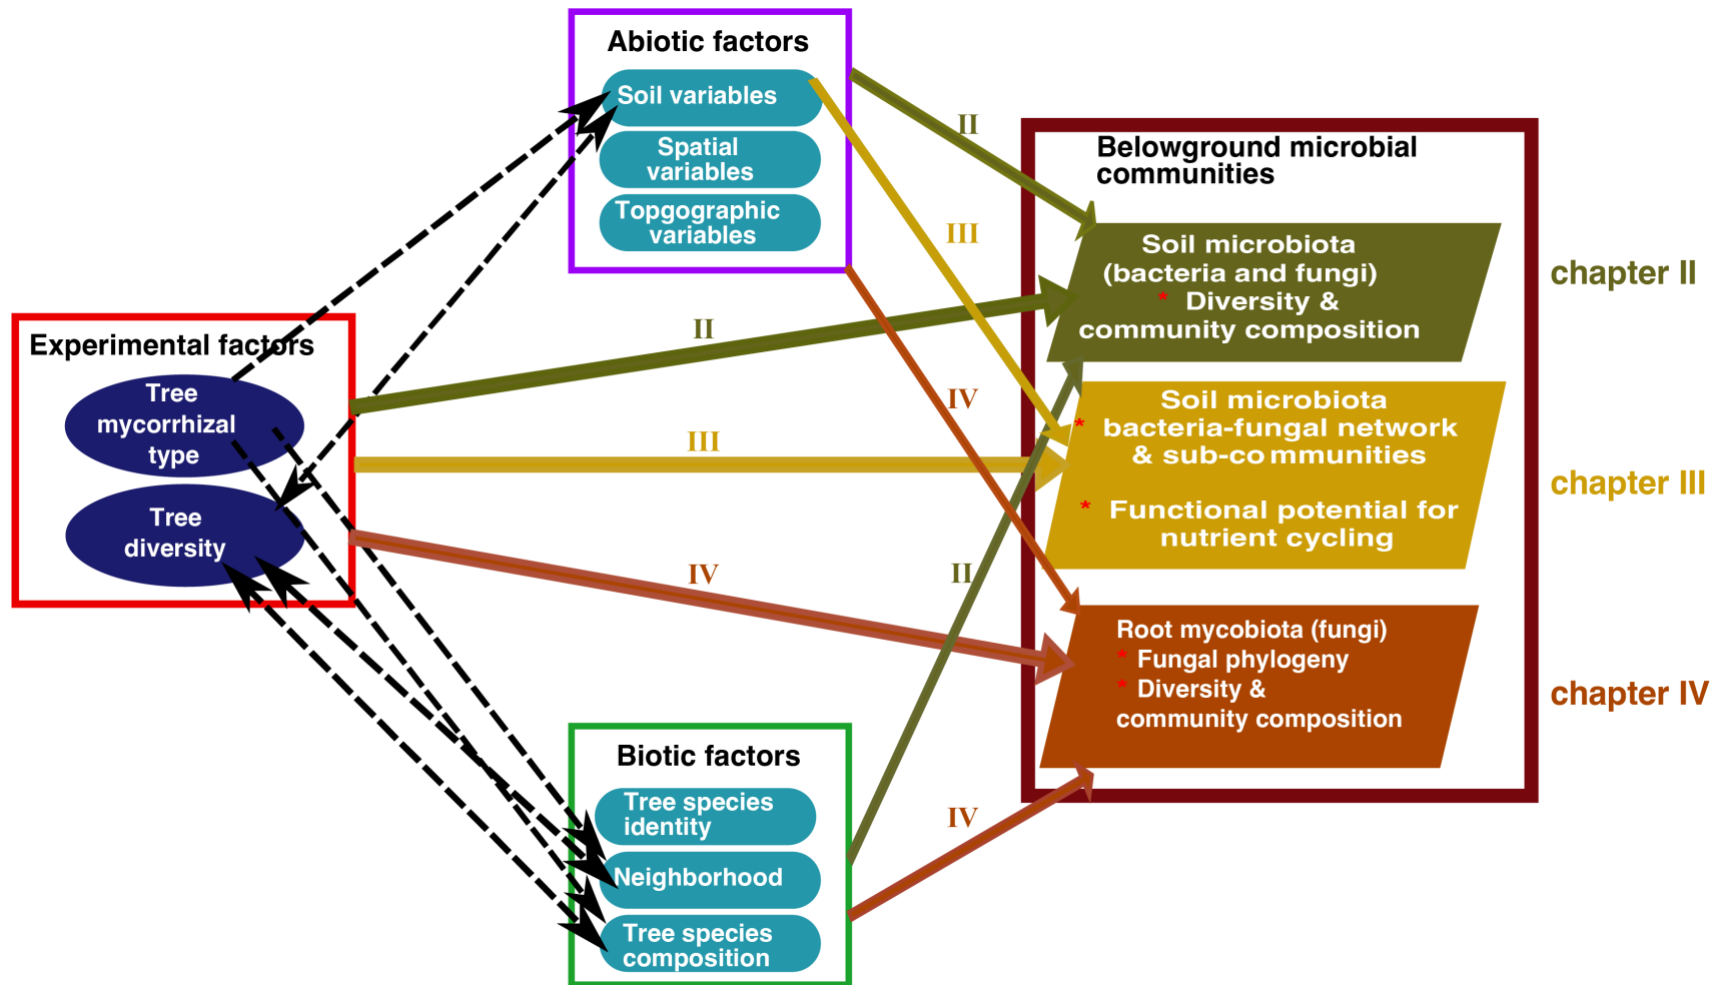 Abiotic factors
Soil variables
Spatial
variables
Topgographic
variables
II
III
IV
Experimental factors
Tree
mycorrhizal
type
Tree
diversity
II
III
IV
II
IV
Biotic factors
Tree species
identity
Neighborhood
Tree species
composition
Belowground microbial
communities
Soil microbiota
(bacteria and fungi)
* Diversity &
community composition
chapter II
Soil microbiota
* bacteria-fungal network
& sub-communities
* Functional potential for
nutrient cycling
chapter III
Root mycobiota (fungi)
* Fungal phylogeny
* Diversity &
community composition
chapter IV